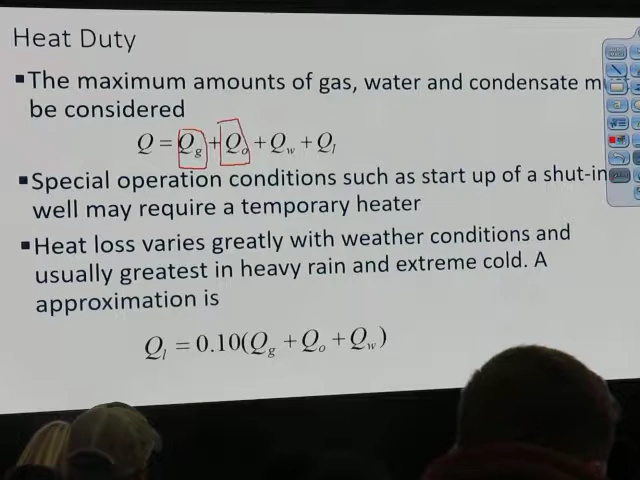 Heat Duty
▪The maximum amounts of gas, water and condensate m
be considered
Q = Q_g + Q_o + Q_w + Q_l
▪Special operation conditions such as start up of a shut-in
well may require a temporary heater
▪Heat loss varies greatly with weather conditions and
usually greatest in heavy rain and extreme cold. A
approximation is
Q_l = 0.10(Q_g + Q_o + Q_w)